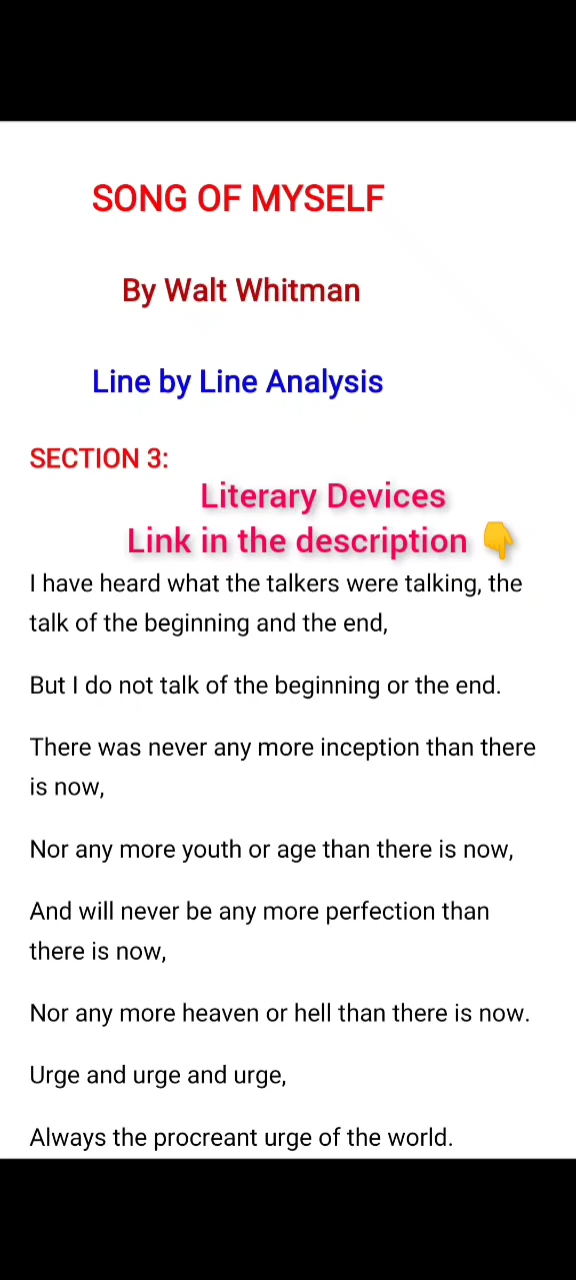 SONG OF MYSELF
By Walt Whitman
Line by Line Analysis
SECTION 3:
Literary Devices
Link in the description 👇
I have heard what the talkers were talking, the
talk of the beginning and the end,
But I do not talk of the beginning or the end.
There was never any more inception than there
is now,
Nor any more youth or age than there is now,
And will never be any more perfection than
there is now,
Nor any more heaven or hell than there is now.
Urge and urge and urge,
Always the procreant urge of the world.